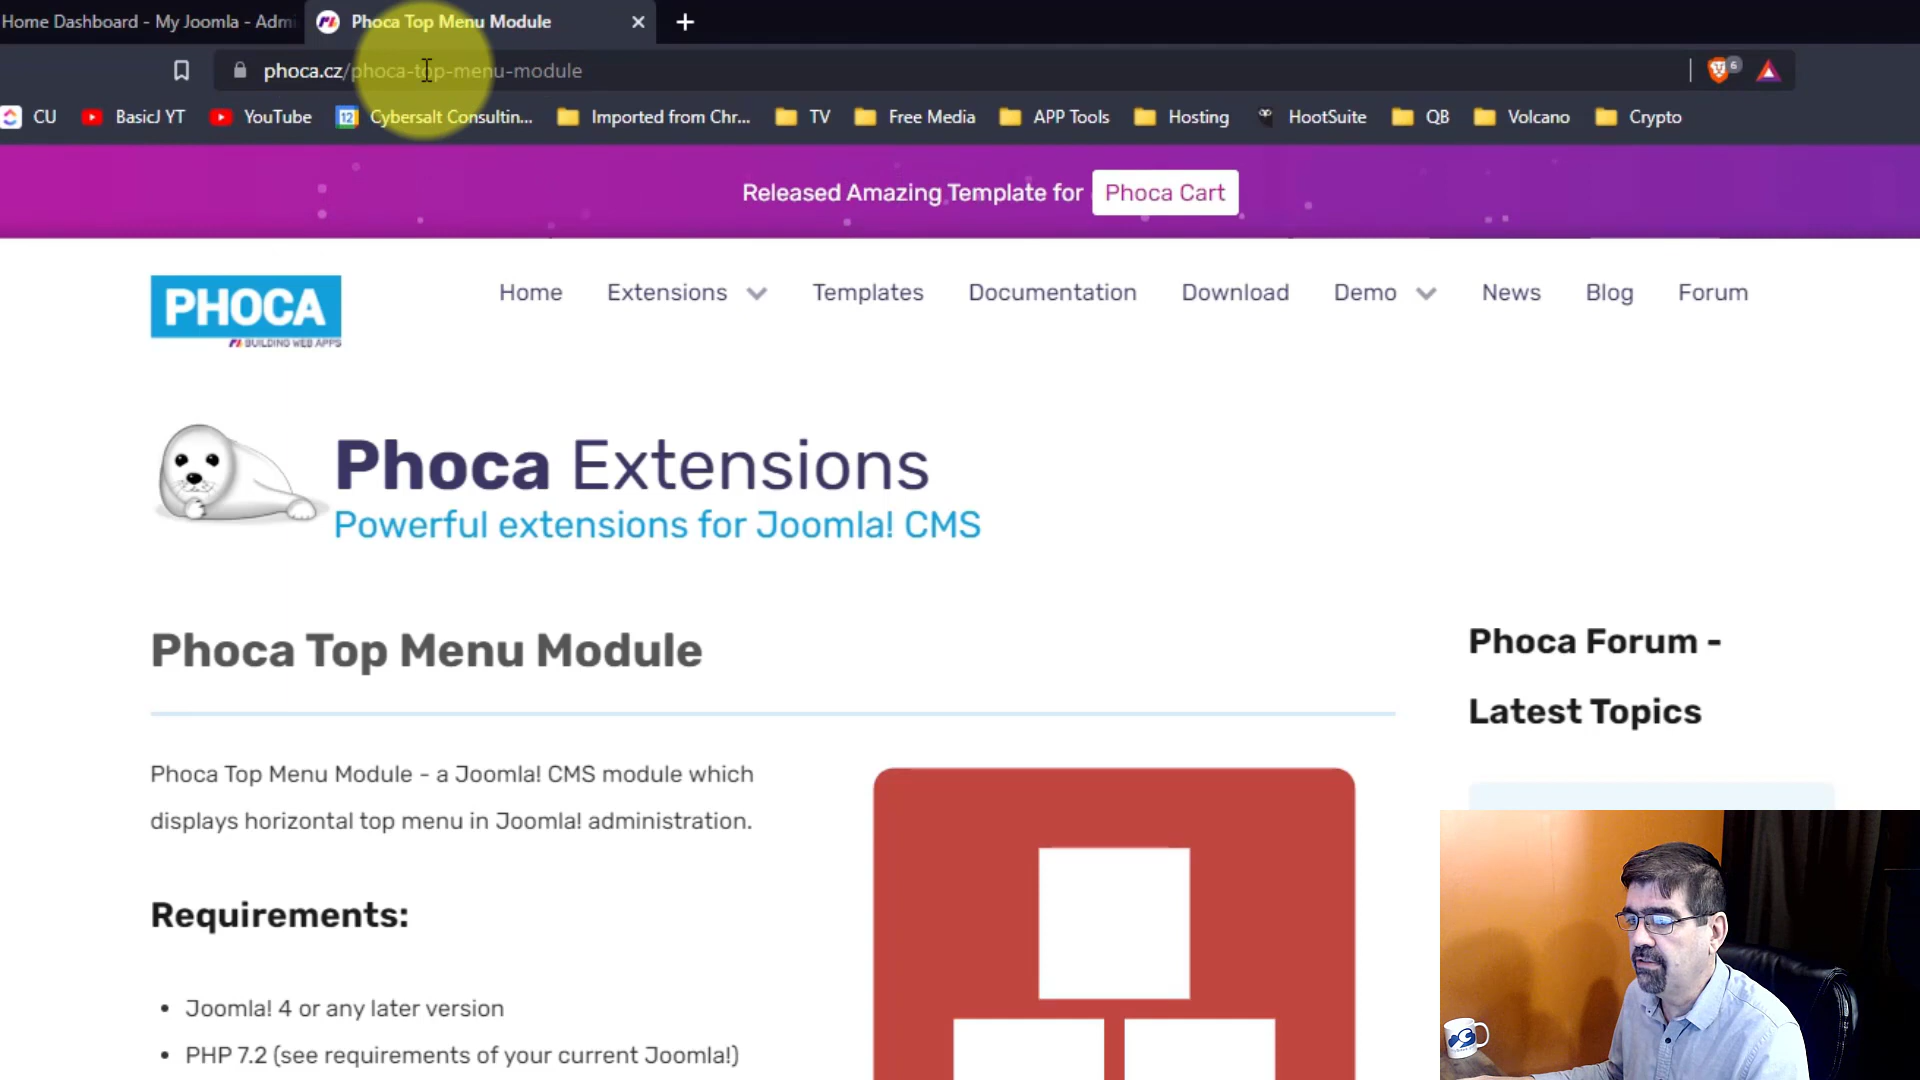 Home Dashboard - My Joomla - Admi
Phoca Top Menu Module
phoca.cz/phoca-top-menu-module
6
CU
BasicJ YT
YouTube
12
Cybersalt Consultin...
Imported from Chr...
TV
Free Media
APP Tools
Hosting
HootSuite
QB
Volcano
Crypto
Released Amazing Template for Phoca Cart
PHOCA
BUILDING WEB APPS
Home
Extensions
Templates
Documentation
Download
Demo
News
Blog
Forum
Phoca Extensions
Powerful extensions for Joomla! CMS
Phoca Top Menu Module
Phoca Top Menu Module - a Joomla! CMS module which
displays horizontal top menu in Joomla! administration.
Requirements:
• Joomla! 4 or any later version
• PHP 7.2 (see requirements of your current Joomla!)
Phoca Forum -
Latest Topics